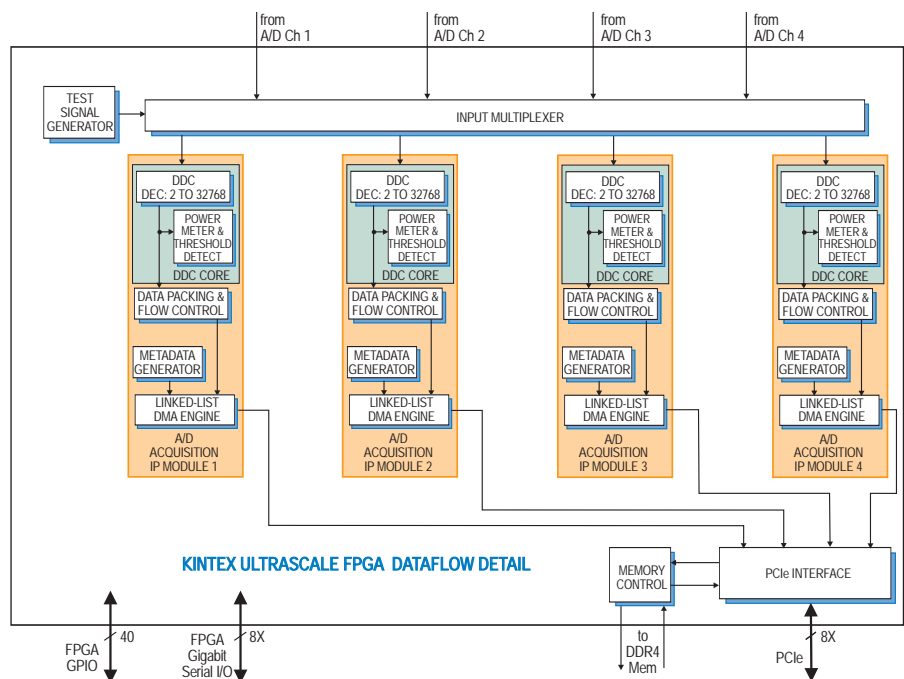 from
A/D Ch 1
from
A/D Ch 2
from
A/D Ch 3
from
A/D Ch 4
TEST
SIGNAL
GENERATOR
INPUT MULTIPLEXER
DDC
DEC: 2 TO 32768
POWER
METER &
THRESHOLD
DETECT
DDC CORE
DATA PACKING &
FLOW CONTROL
METADATA
GENERATOR
LINKED-LIST
DMA ENGINE
A/D
ACQUISITION
IP MODULE 1
DDC
DEC: 2 TO 32768
POWER
METER &
THRESHOLD
DETECT
DDC CORE
DATA PACKING &
FLOW CONTROL
METADATA
GENERATOR
LINKED-LIST
DMA ENGINE
A/D
ACQUISITION
IP MODULE 2
DDC
DEC: 2 TO 32768
POWER
METER &
THRESHOLD
DETECT
DDC CORE
DATA PACKING &
FLOW CONTROL
METADATA
GENERATOR
LINKED-LIST
DMA ENGINE
A/D
ACQUISITION
IP MODULE 3
DDC
DEC: 2 TO 32768
POWER
METER &
THRESHOLD
DETECT
DDC CORE
DATA PACKING &
FLOW CONTROL
METADATA
GENERATOR
LINKED-LIST
DMA ENGINE
A/D
ACQUISITION
IP MODULE 4
KINTEX ULTRASCALE FPGA DATAFLOW DETAIL
MEMORY
CONTROL
PCIe INTERFACE
40
FPGA
GPIO
8X
FPGA
Gigabit
Serial I/O
to
DDR4
Mem
8X
PCIe